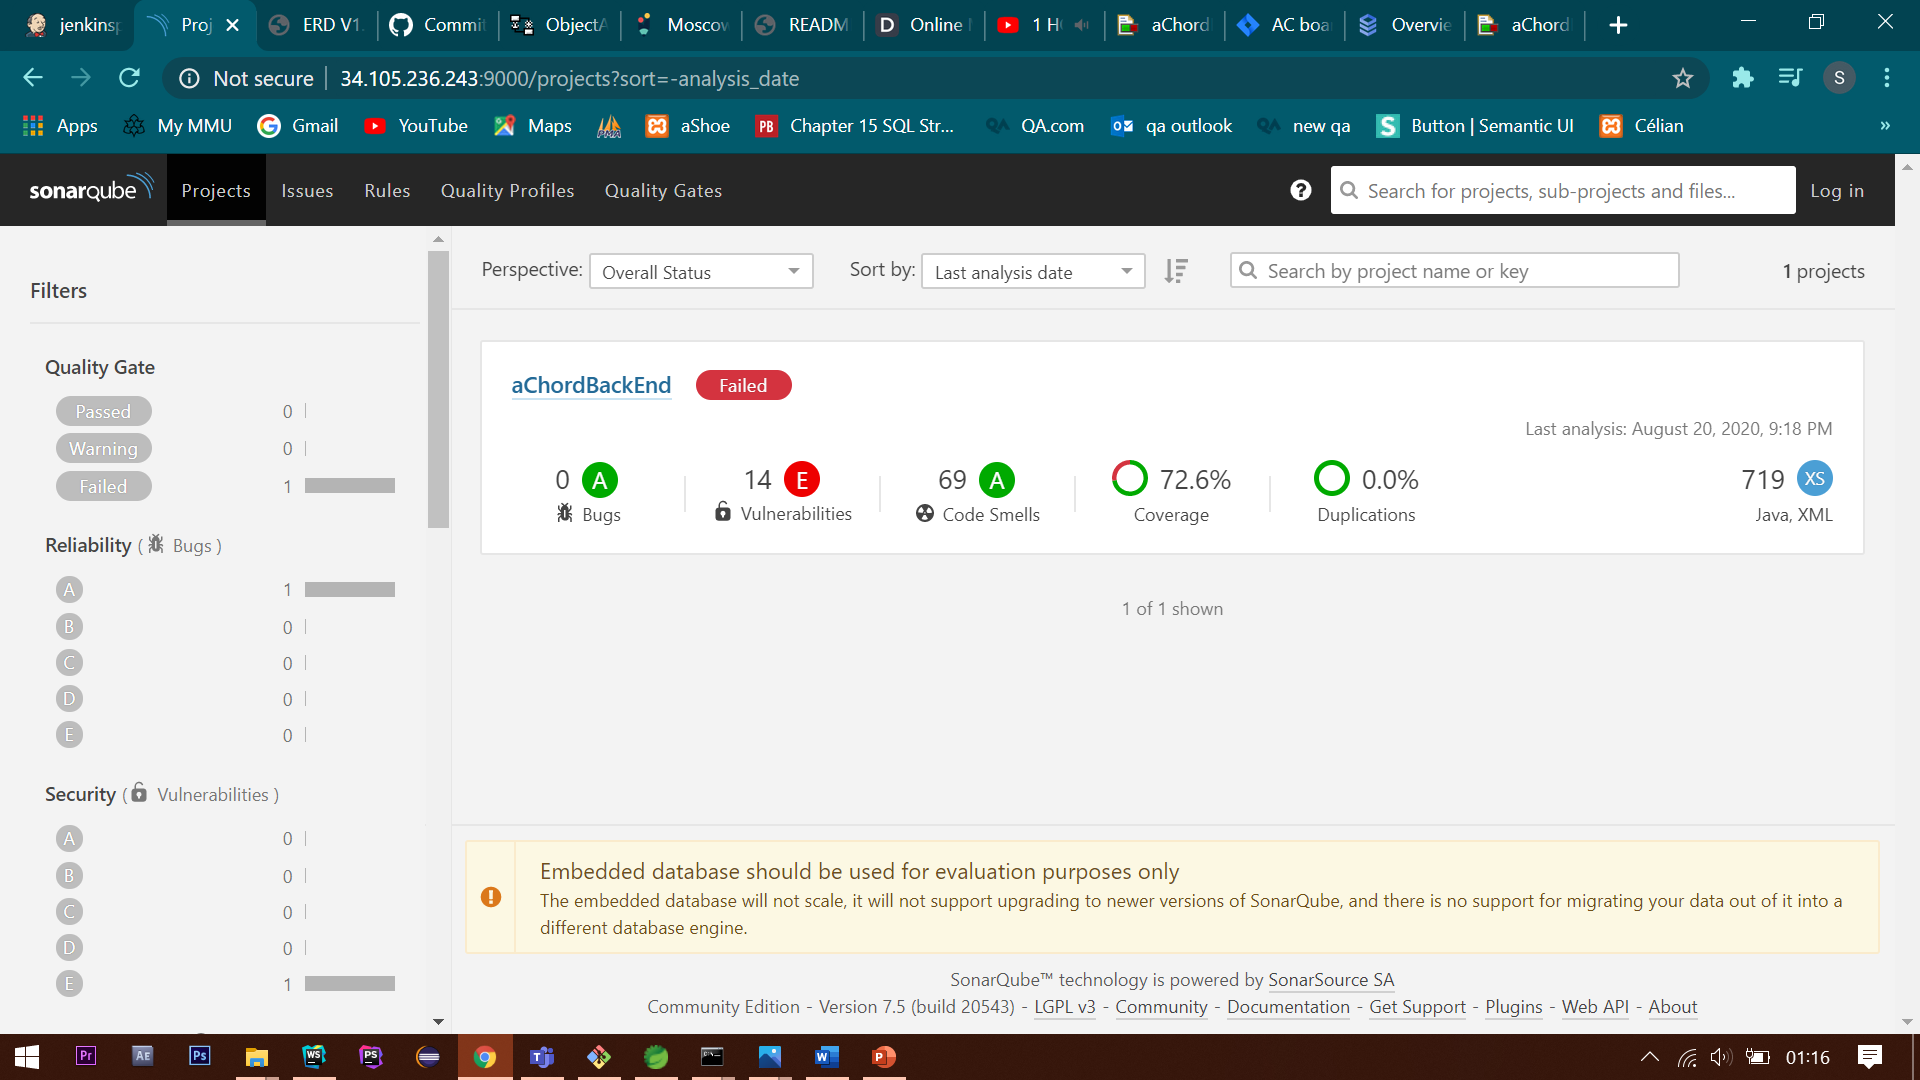 jenkinsp
Proj
ERD V1.
Commit
ObjectA
Moscow
READM
Online
1 H
aChord
AC boa
Overvie
aChord
Not secure
34.105.236.243:9000/projects?sort=-analysis_date
S
Apps
My MMU
Gmail
YouTube
Maps
PMA
aShoe
PB
Chapter 15 SQL Str...
QA.com
qa outlook
new qa
Button | Semantic UI
Célian
»
sonarqube
Projects
Issues
Rules
Quality Profiles
Quality Gates
Search for projects, sub-projects and files...
Log in
Filters
Perspective:
Overall Status
Sort by:
Last analysis date
Search by project name or key
1 projects
Quality Gate
Passed 0
Warning 0
Failed 1
Reliability ( Bugs )
A 1
B 0
C 0
D 0
E 0
Security ( Vulnerabilities )
A 0
B 0
C 0
D 0
E 1
aChordBackEnd
Failed
Last analysis: August 20, 2020, 9:18 PM
0 A
Bugs
14 E
Vulnerabilities
69 A
Code Smells
72.6%
Coverage
0.0%
Duplications
719 XS
Java, XML
1 of 1 shown
Embedded database should be used for evaluation purposes only
The embedded database will not scale, it will not support upgrading to newer versions of SonarQube, and there is no support for migrating your data out of it into a
different database engine.
SonarQube™ technology is powered by SonarSource SA
Community Edition - Version 7.5 (build 20543) - LGPL v3 - Community - Documentation - Get Support - Plugins - Web API - About
Pr
AE
Ps
WS
PS
01:16